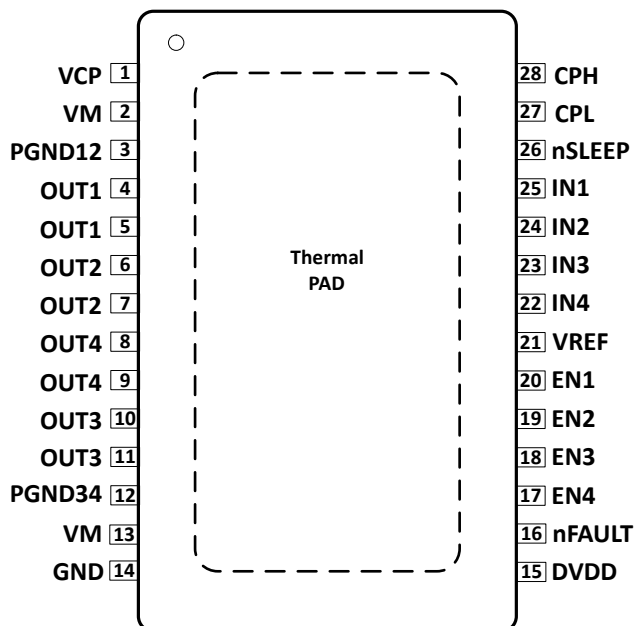 VCP 1
VM 2
PGND12 3
OUT1 4
OUT1 5
OUT2 6
OUT2 7
OUT4 8
OUT4 9
OUT3 10
OUT3 11
PGND34 12
VM 13
GND 14
Thermal
PAD
28 CPH
27 CPL
26 nSLEEP
25 IN1
24 IN2
23 IN3
22 IN4
21 VREF
20 EN1
19 EN2
18 EN3
17 EN4
16 nFAULT
15 DVDD